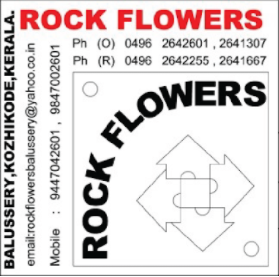 ROCK FLOWERS
Ph (O) 0496 2642601 , 2641307
Ph (R) 0496 2642255 , 2641667
BALUSSERY,KOZHIKODE,KERALA.
email:rockflowersbalussery@yahoo.co.in
Mobile : 9447042601 , 9847002601
ROCK FLOWERS